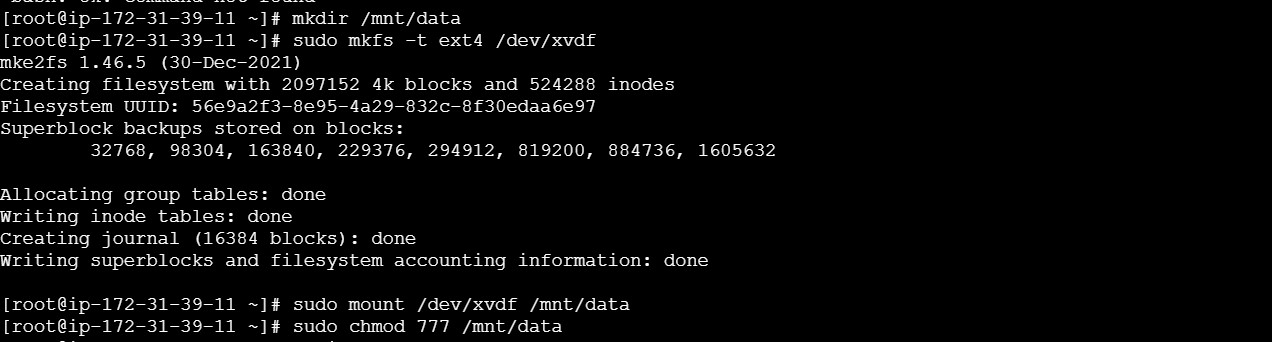 [root@ip-172-31-39-11 ~]# mkdir /mnt/data
[root@ip-172-31-39-11 ~]# sudo mkfs -t ext4 /dev/xvdf
mke2fs 1.46.5 (30-Dec-2021)
Creating filesystem with 2097152 4k blocks and 524288 inodes
Filesystem UUID: 56e9a2f3-8e95-4a29-832c-8f30edaa6e97
Superblock backups stored on blocks:
32768, 98304, 163840, 229376, 294912, 819200, 884736, 1605632
Allocating group tables: done
Writing inode tables: done
Creating journal (16384 blocks): done
Writing superblocks and filesystem accounting information: done
[root@ip-172-31-39-11 ~]# sudo mount /dev/xvdf /mnt/data
[root@ip-172-31-39-11 ~]# sudo chmod 777 /mnt/data